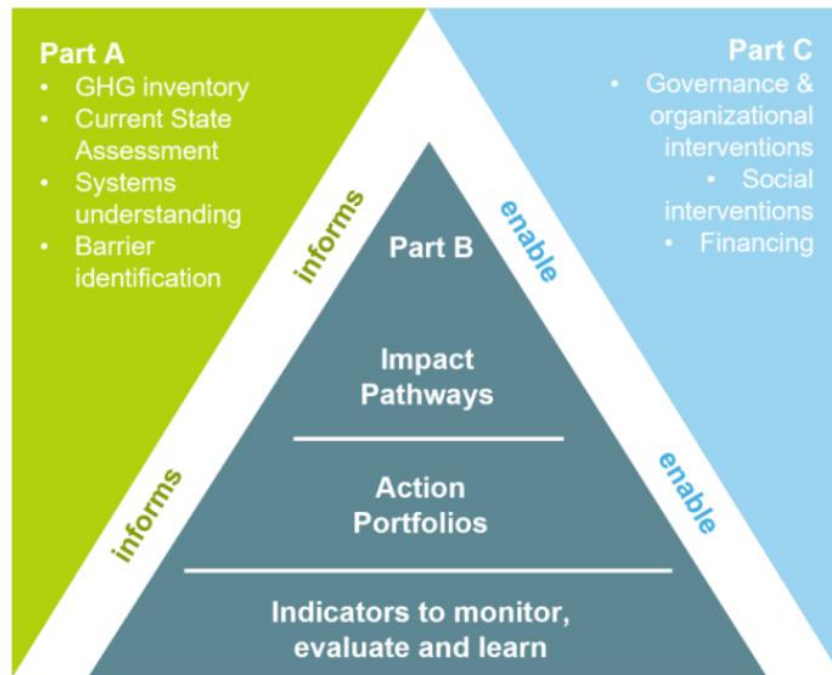 Part A
• GHG inventory
• Current State
Assessment
• Systems
understanding
• Barrier
identification
informs
informs
Part B
Impact
Pathways
Action
Portfolios
Indicators to monitor,
evaluate and learn
enable
enable
Part C
• Governance &
organizational
interventions
• Social
interventions
• Financing